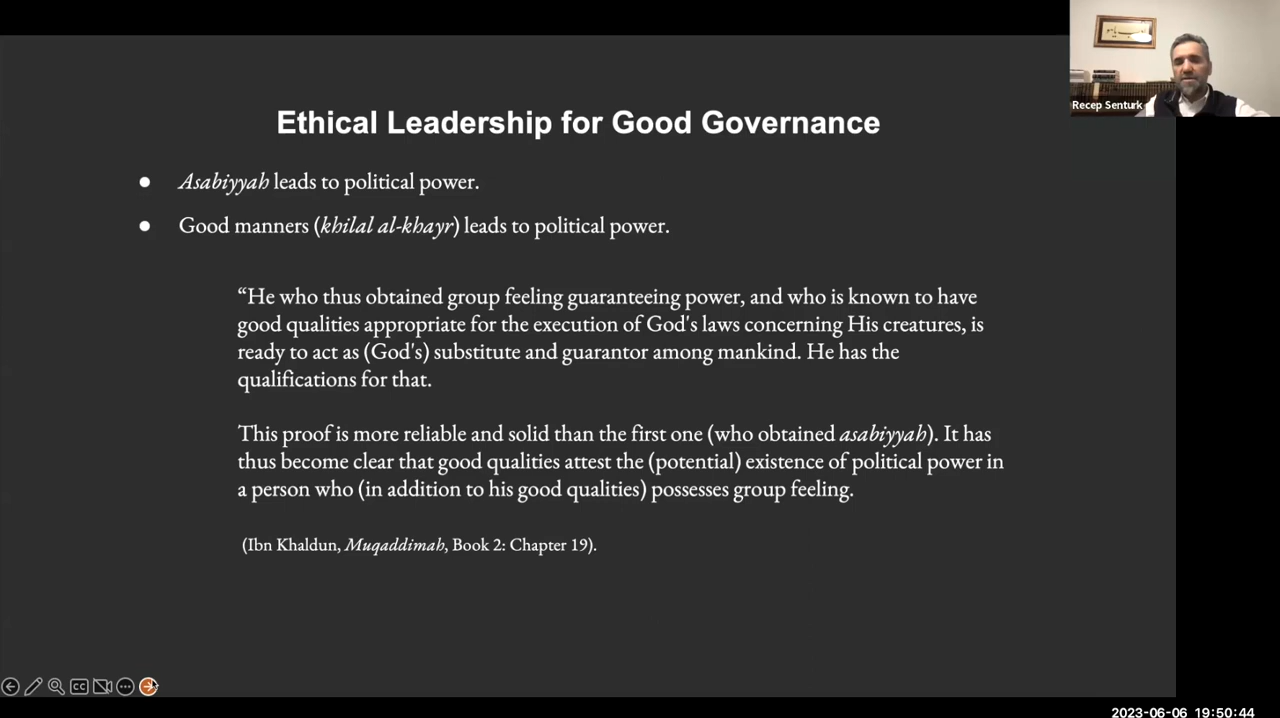 Recep Senturk
Ethical Leadership for Good Governance
● Asabiyyah leads to political power.
● Good manners (khilal al-khayr) leads to political power.
“He who thus obtained group feeling guaranteeing power, and who is known to have
good qualities appropriate for the execution of God's laws concerning His creatures, is
ready to act as (God's) substitute and guarantor among mankind. He has the
qualifications for that.
This proof is more reliable and solid than the first one (who obtained asabiyyah). It has
thus become clear that good qualities attest the (potential) existence of political power in
a person who (in addition to his good qualities) possesses group feeling.
(Ibn Khaldun, Muqaddimah, Book 2: Chapter 19).
CC
2023-06-06 19:50:44